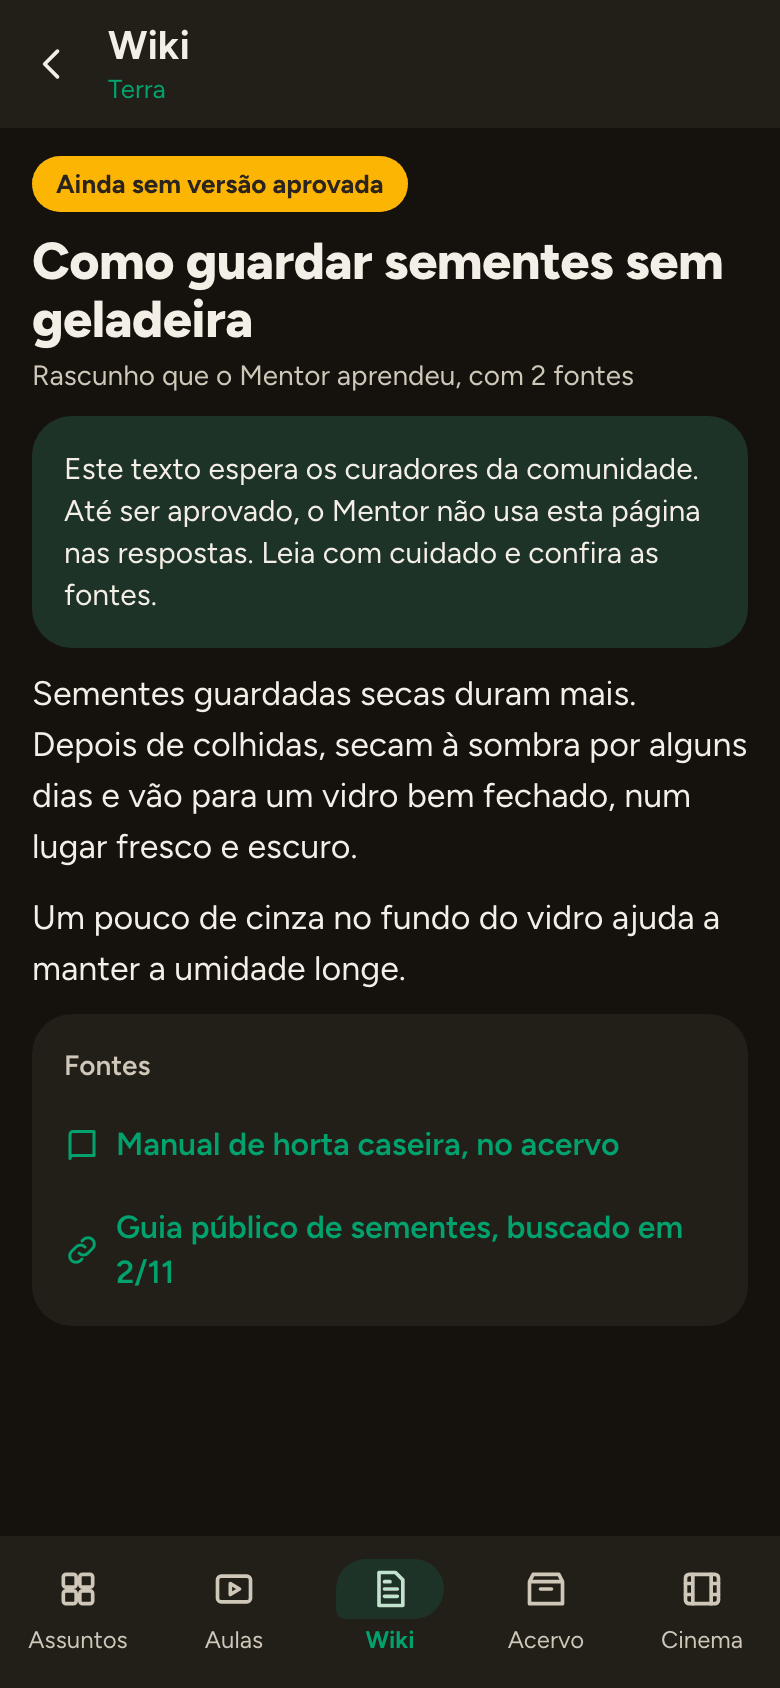 Wiki
Terra
Ainda sem versão aprovada
Como guardar sementes sem
geladeira
Rascunho que o Mentor aprendeu, com 2 fontes
Este texto espera os curadores da comunidade.
Até ser aprovado, o Mentor não usa esta página
nas respostas. Leia com cuidado e confira as
fontes.
Sementes guardadas secas duram mais.
Depois de colhidas, secam à sombra por alguns
dias e vão para um vidro bem fechado, num
lugar fresco e escuro.
Um pouco de cinza no fundo do vidro ajuda a
manter a umidade longe.
Fontes
Manual de horta caseira, no acervo
Guia público de sementes, buscado em
2/11
Assuntos
Aulas
Wiki
Acervo
Cinema